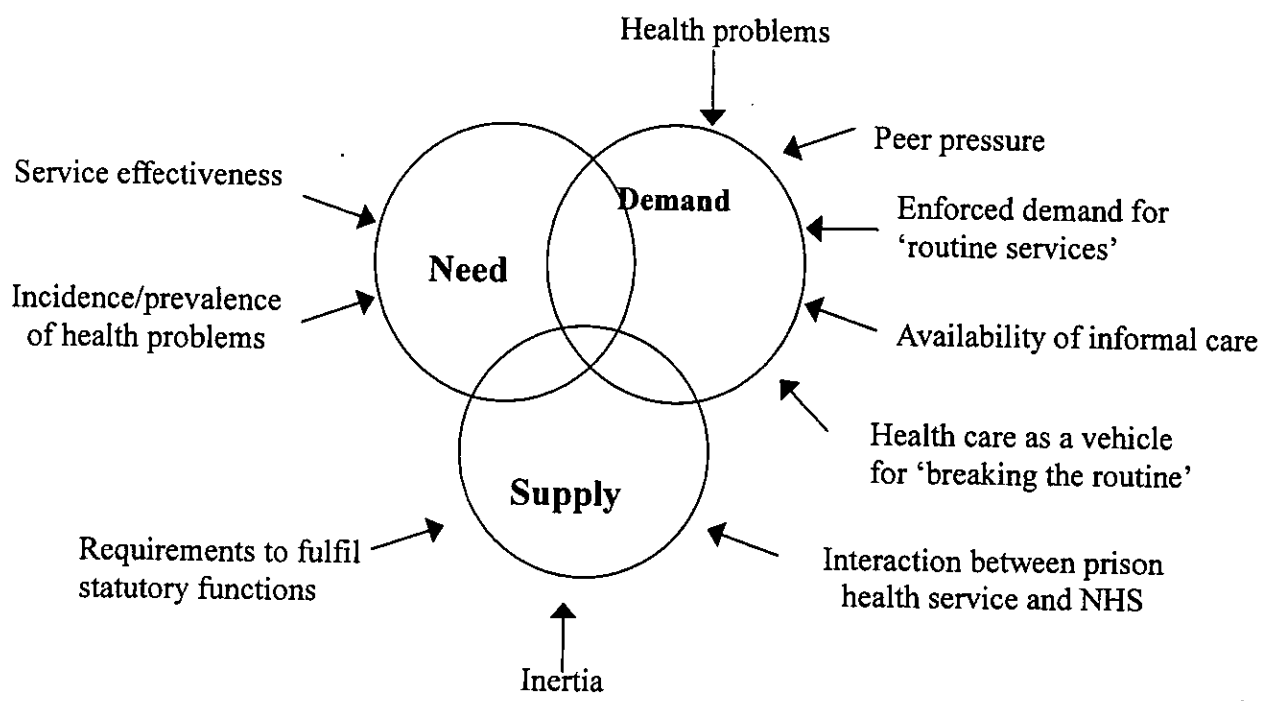 Health problems
Peer pressure
Service effectiveness
Demand
Enforced demand for
‘routine services’
Need
Incidence/prevalence
of health problems
Availability of informal care
Health care as a vehicle
for ‘breaking the routine’
Supply
Requirements to fulfil
statutory functions
Interaction between prison
health service and NHS
Inertia